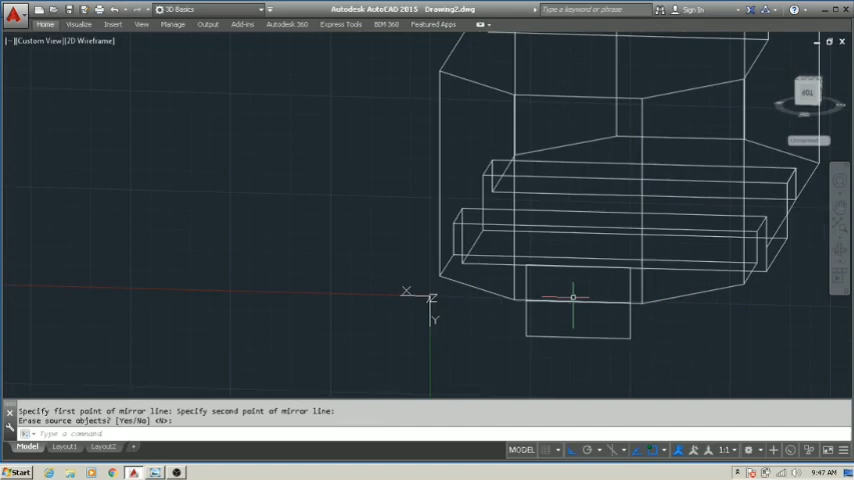 3D Basics
Autodesk AutoCAD 2015 Drawing2.dwg
Type a keyword or phrase
Sign In
Home Visualize Insert View Manage Output Add-ins Autodesk 360 Express Tools BIM 360 Featured Apps
[−][Custom View][2D Wireframe]
TOP
X
Z
Y
Specify first point of mirror line: Specify second point of mirror line:
Erase source objects? [Yes/No] <N>:
Type a command
Model Layout1 Layout2 +
MODEL
1:1
Start
9:47 AM